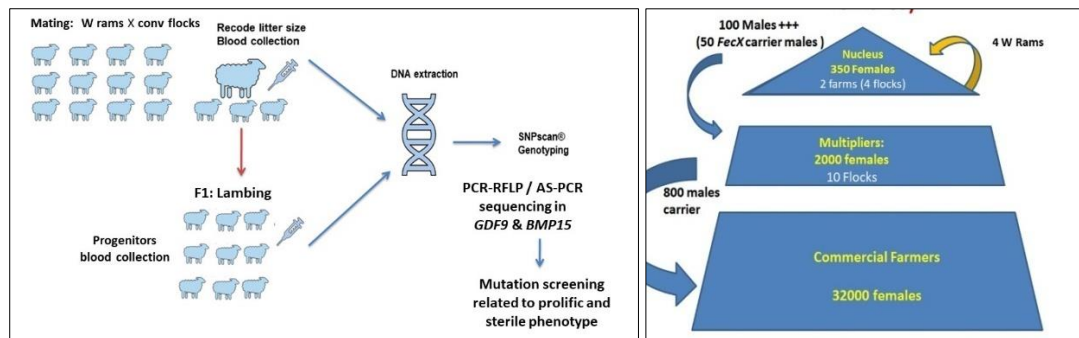 Mating: W rams X conv flocks
Recode litter size
Blood collection
DNA extraction
SNPscan®
Genotyping
F1: Lambing
Progenitors
blood collection
PCR-RFLP / AS-PCR
sequencing in
GDF9 & BMP15
Mutation screening
related to prolific and
sterile phenotype
100 Males +++
(50 FecX carrier males )
4 W Rams
Nucleus
350 Females
2 farms (4 flocks)
Multipliers:
2000 females
10 Flocks
800 males
carrier
Commercial Farmers
32000 females